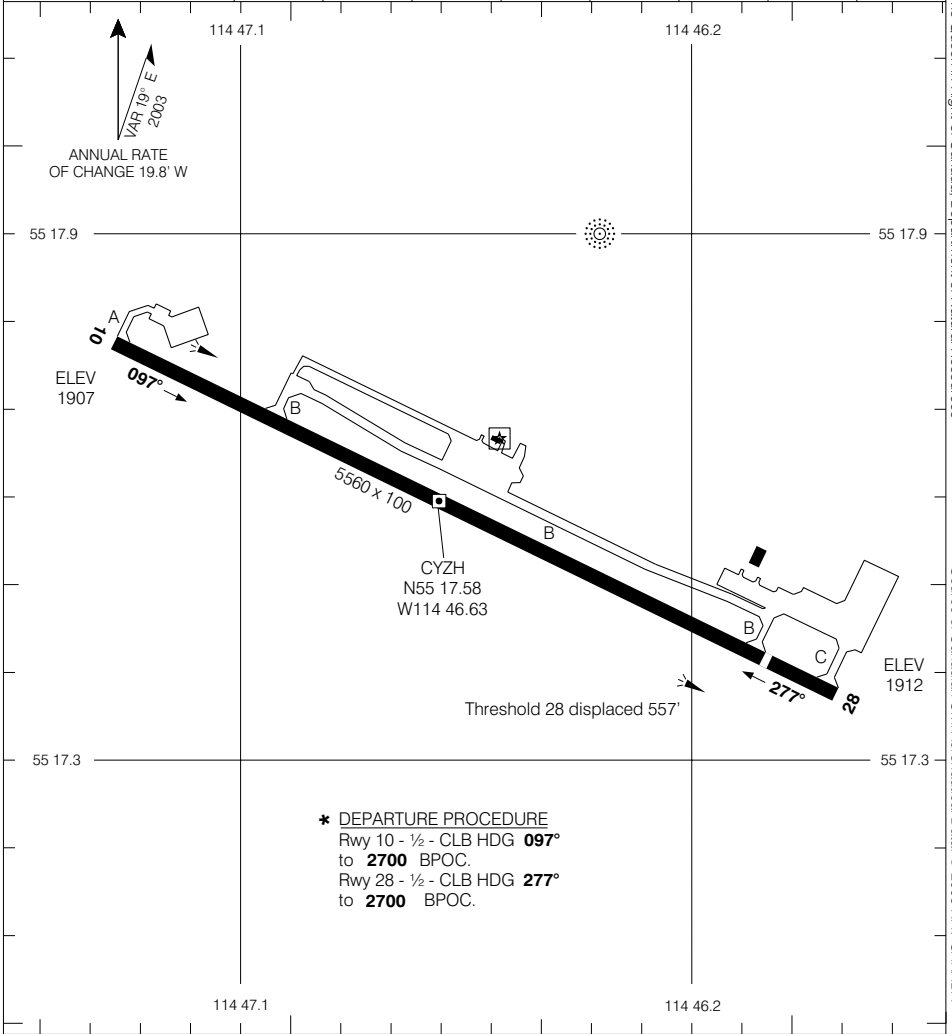 114 47.1
114 46.2
VAR 19° E
2003
ANNUAL RATE
OF CHANGE 19.8' W
55 17.9
55 17.9
A
10
ELEV
1907
097°
B
5560 x 100
B
CYZH
N55 17.58
W114 46.63
B
C
ELEV
1912
277°
28
Threshold 28 displaced 557'
55 17.3
55 17.3
* DEPARTURE PROCEDURE
Rwy 10 - ½ - CLB HDG 097°
to 2700 BPOC.
Rwy 28 - ½ - CLB HDG 277°
to 2700 BPOC.
114 47.1
114 46.2